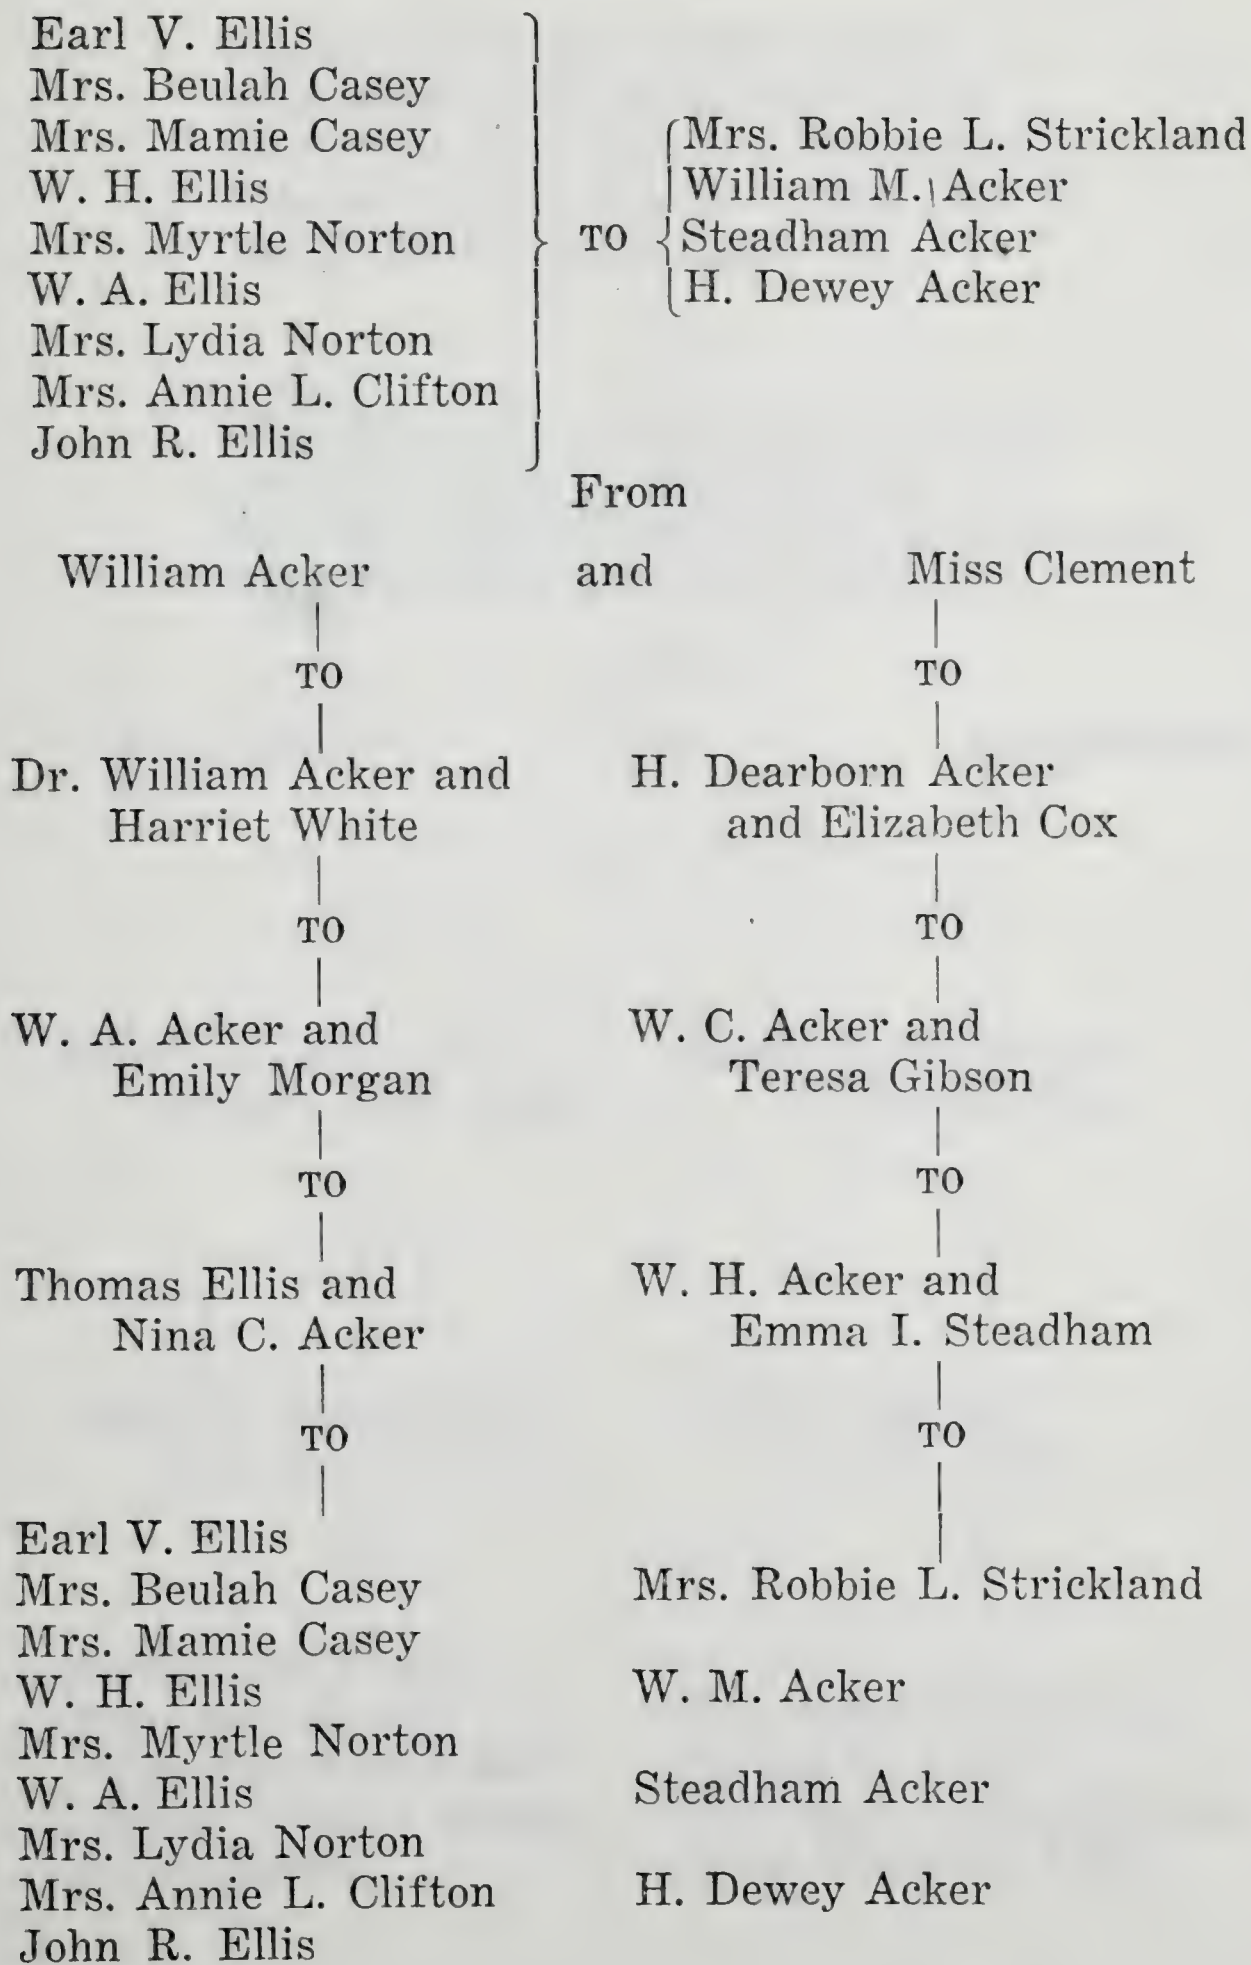 Earl V. Ellis
Mrs. Beulah Casey
Mrs. Mamie Casey
W. H. Ellis
Mrs. Myrtle Norton
W. A. Ellis
Mrs. Lydia Norton
Mrs. Annie L. Clifton
John R. Ellis
TO
Mrs. Robbie L. Strickland
William M. Acker
Steadham Acker
H. Dewey Acker
From
William Acker and Miss Clement
TO
Dr. William Acker and
Harriet White
TO
W. A. Acker and
Emily Morgan
TO
Thomas Ellis and
Nina C. Acker
TO
Earl V. Ellis
Mrs. Beulah Casey
Mrs. Mamie Casey
W. H. Ellis
Mrs. Myrtle Norton
W. A. Ellis
Mrs. Lydia Norton
Mrs. Annie L. Clifton
John R. Ellis
TO
H. Dearborn Acker
and Elizabeth Cox
TO
W. C. Acker and
Teresa Gibson
TO
W. H. Acker and
Emma I. Steadham
TO
Mrs. Robbie L. Strickland
W. M. Acker
Steadham Acker
H. Dewey Acker